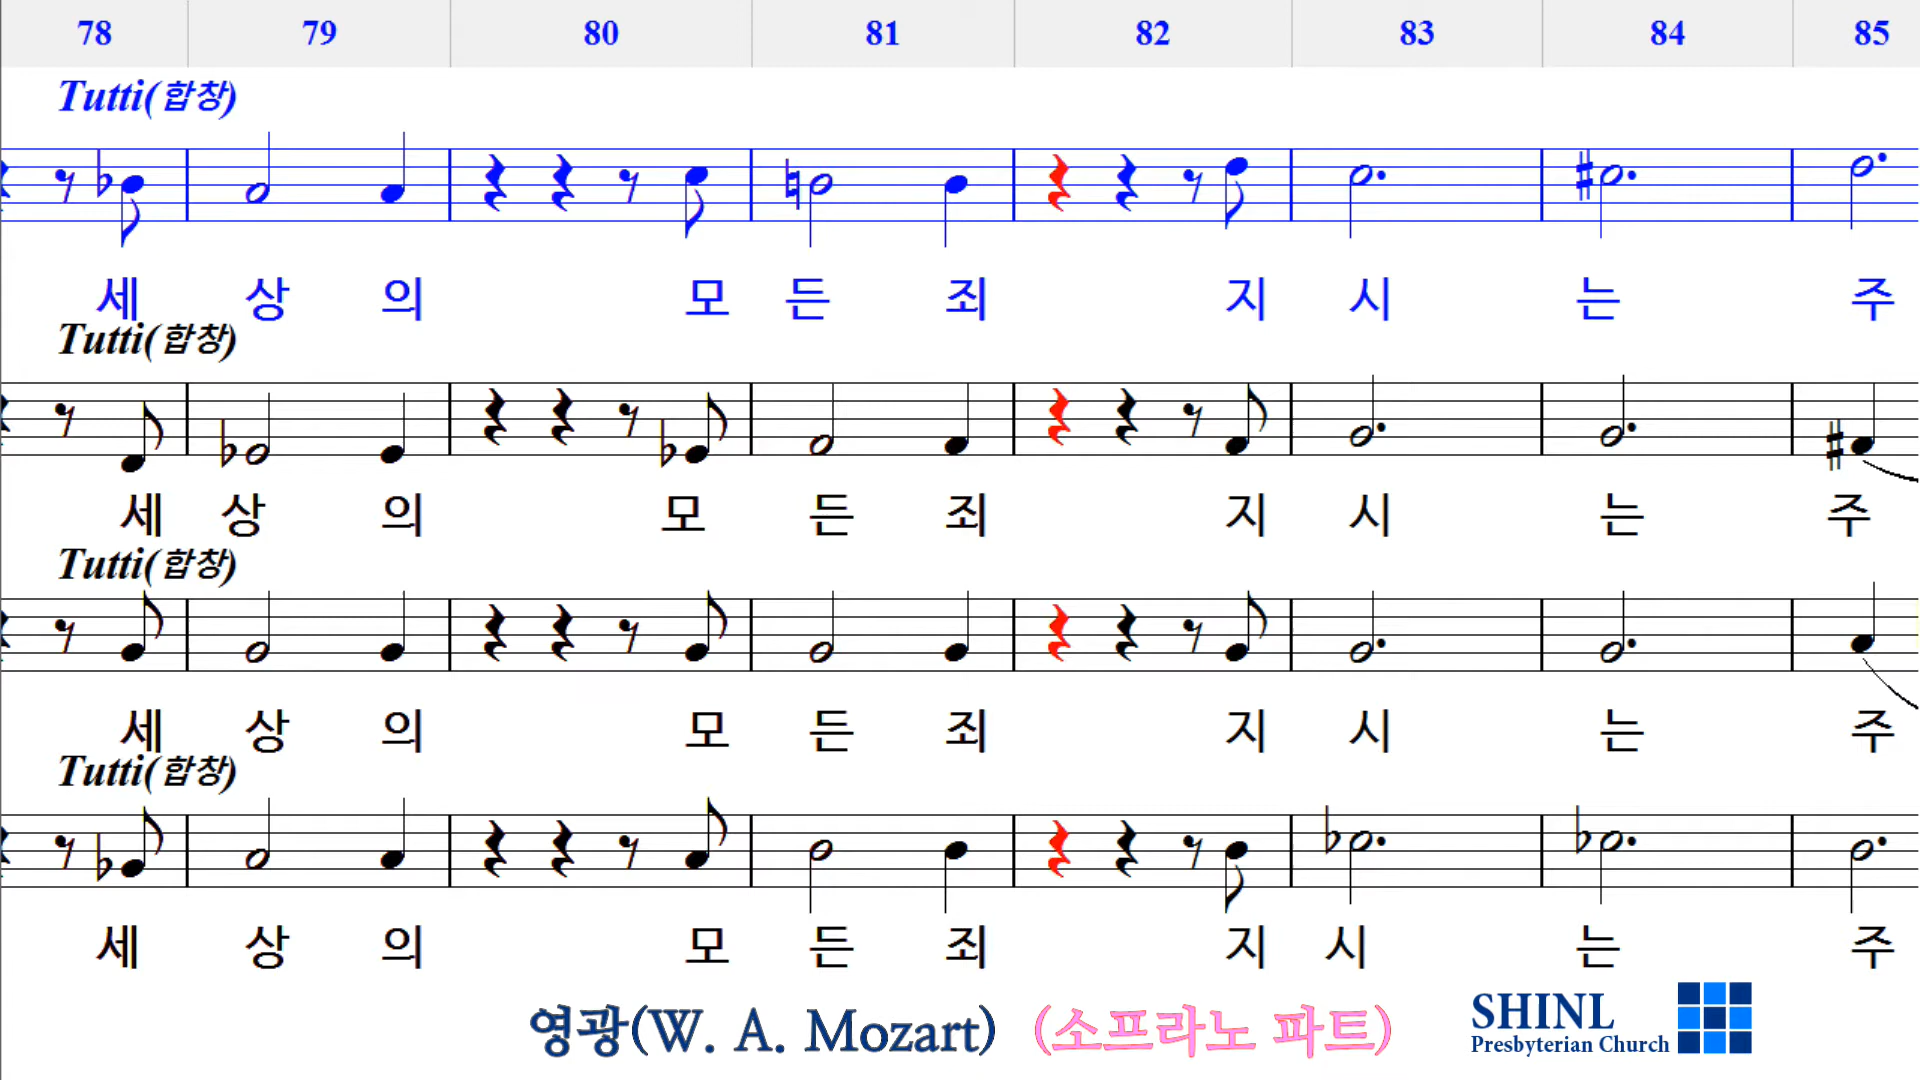 78 79 80 81 82 83 84 85
Tutti(합창)
세 상 의 모 든 죄 지 시 는 주
Tutti(합창)
세 상 의 모 든 죄 지 시 는 주
Tutti(합창)
세 상 의 모 든 죄 지 시 는 주
Tutti(합창)
세 상 의 모 든 죄 지 시 는 주
영광(W. A. Mozart) (소프라노 파트)
SHINL
Presbyterian Church